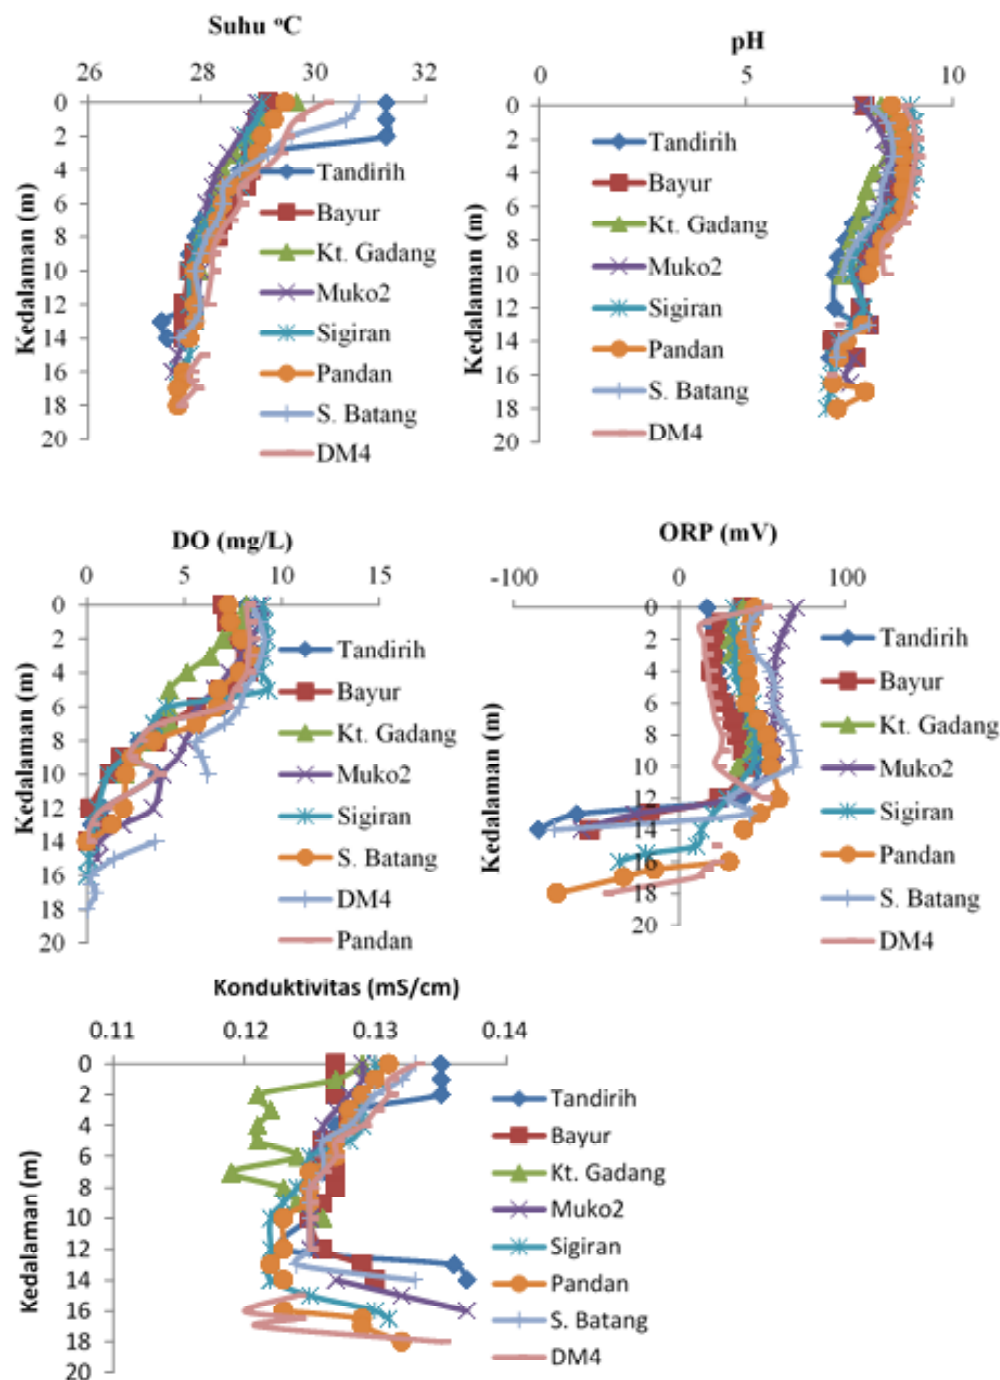 Suhu ºC
26 28 30 32
0
2
4
6
8
10
12
14
16
18
20
Kedalaman (m)
Tandirih
Bayur
Kt. Gadang
Muko2
Sigiran
Pandan
S. Batang
DM4
pH
0 5 10
0
2
4
6
8
10
12
14
16
18
20
Kedalaman (m)
Tandirih
Bayur
Kt. Gadang
Muko2
Sigiran
Pandan
S. Batang
DM4
DO (mg/L)
0 5 10 15
0
2
4
6
8
10
12
14
16
18
20
Kedalaman (m)
Tandirih
Bayur
Kt. Gadang
Muko2
Sigiran
S. Batang
DM4
Pandan
ORP (mV)
-100 0 100
0
2
4
6
8
10
12
14
16
18
20
Kedalaman (m)
Tandirih
Bayur
Kt. Gadang
Muko2
Sigiran
Pandan
S. Batang
DM4
Konduktivitas (mS/cm)
0.11 0.12 0.13 0.14
0
2
4
6
8
10
12
14
16
18
20
Kedalaman (m)
Tandirih
Bayur
Kt. Gadang
Muko2
Sigiran
Pandan
S. Batang
DM4